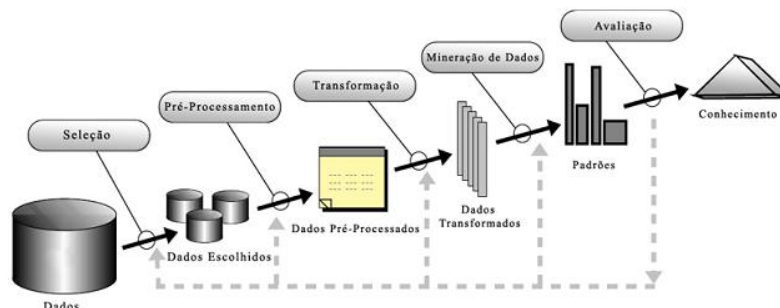 Avaliação
Mineração de Dados
Transformação
Pré-Processamento
Seleção
Conhecimento
Padrões
Dados
Transformados
Dados Pré-Processados
Dados Escolhidos
Dados